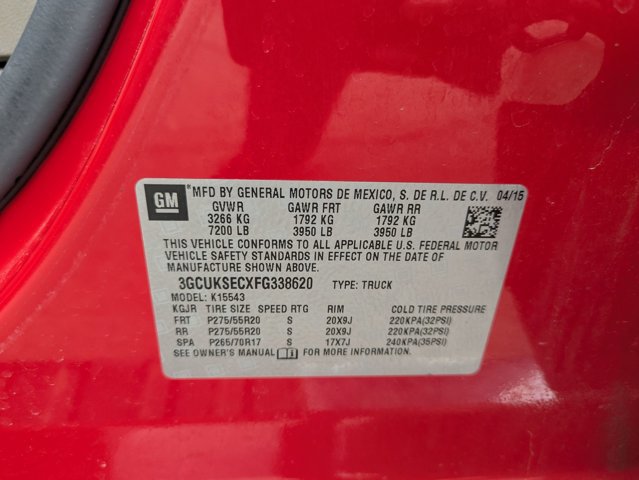 GM ® MFD BY GENERAL MOTORS DE MEXICO, S. DE R.L. DE C.V. 04/15
GVWR GAWR FRT GAWR RR
3266 KG 1792 KG 1792 KG
7200 LB 3950 LB 3950 LB
THIS VEHICLE CONFORMS TO ALL APPLICABLE U.S. FEDERAL MOTOR
VEHICLE SAFETY STANDARDS IN EFFECT ON THE DATE OF
MANUFACTURE SHOWN ABOVE.
3GCUKSECXFG338620 TYPE: TRUCK
MODEL: K15543
KGJR TIRE SIZE SPEED RTG RIM COLD TIRE PRESSURE
FRT P275/55R20 S 20X9J 220KPA(32PSI)
RR P275/55R20 S 20X9J 220KPA(32PSI)
SPA P265/70R17 S 17X7J 240KPA(35PSI)
SEE OWNER'S MANUAL FOR MORE INFORMATION.